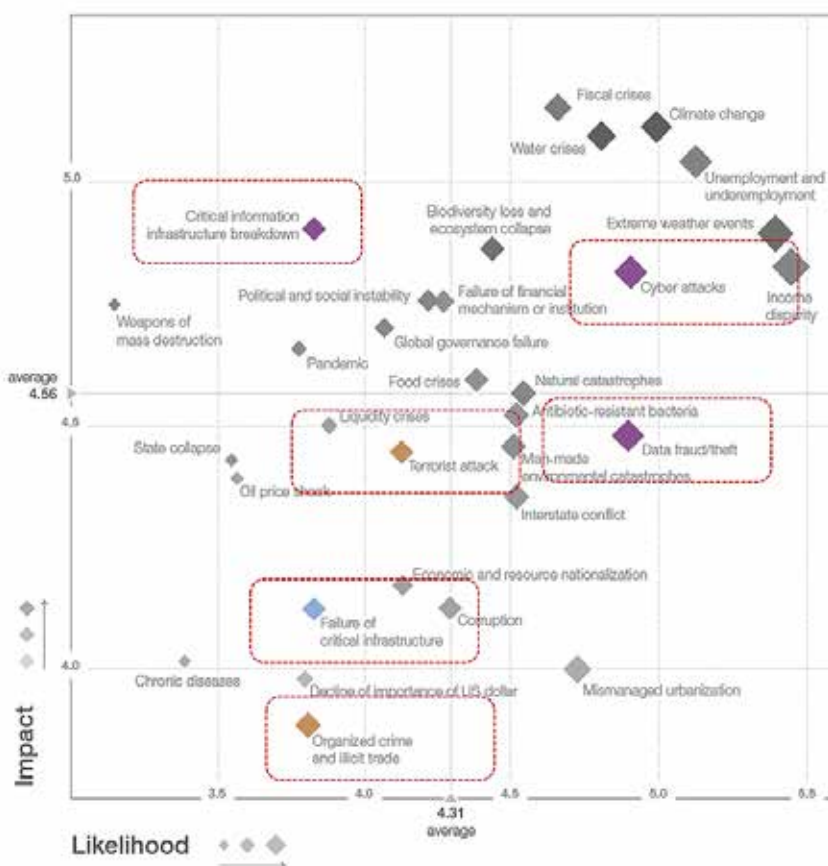 Fiscal crises
Climate change
Water crises
5.0
Unemployment and
underemployment
Critical information
infrastructure breakdown
Biodiversity loss and
ecosystem collapse
Extreme weather events
Cyber attacks
Income
disparity
Political and social instability
Failure of financial
mechanism or institution
Weapons of
mass destruction
Global governance failure
Pandemic
average
4.56
Food crises
Natural catastrophes
4.5
Liquidity crises
Antibiotic-resistant bacteria
State collapse
Terrorist attack
Man-made
environmental catastrophes
Data fraud/theft
Oil price shock
Interstate conflict
Economic and resource nationalization
Failure of
critical infrastructure
Corruption
4.0
Chronic diseases
Decline of importance of US dollar
Mismanaged urbanization
Organized crime
and illicit trade
Impact
3.5
4.0
4.5
5.0
5.5
4.31
average
Likelihood